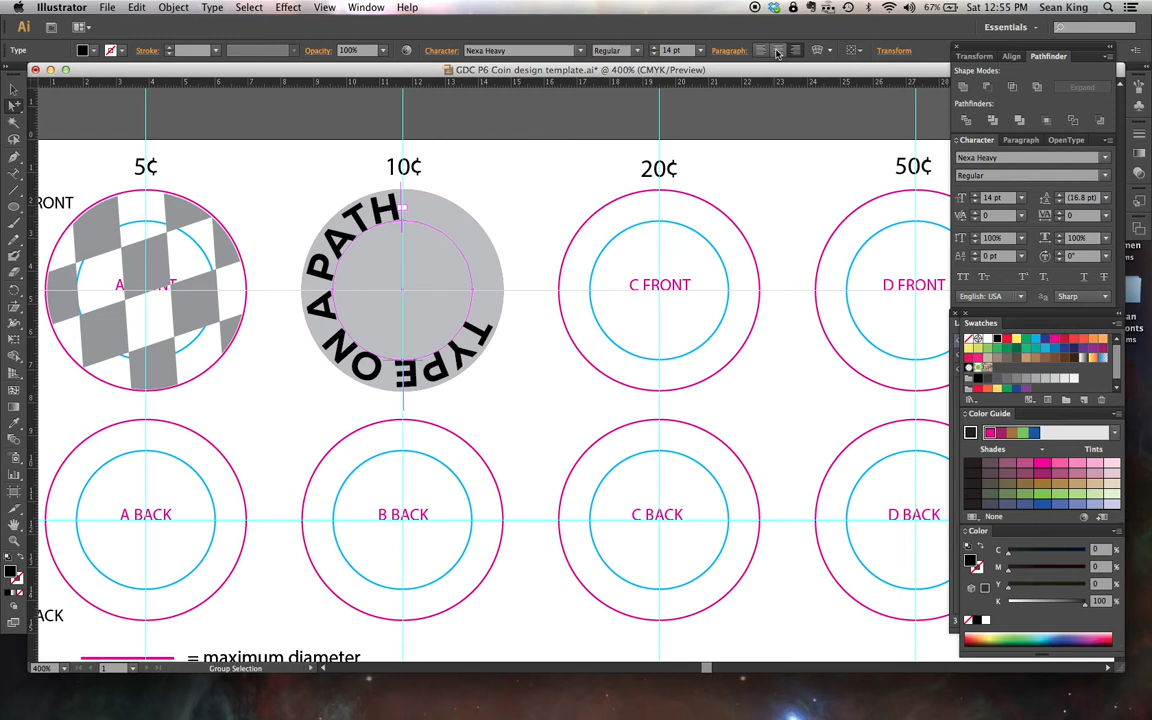 Illustrator File Edit Object Type Select Effect View Window Help 67% Sat 12:55 PM Sean King
Ai Essentials
Type Stroke: Opacity: 100% Character: Nexa Heavy Regular 14 pt Paragraph: Transform
GDC P6 Coin design template.ai* @ 400% (CMYK/Preview)
Transform Align Pathfinder
Shape Modes:
Expand
Pathfinders:
Character Paragraph OpenType
Nexa Heavy
Regular
14 pt (16.8 pt)
0 0
100% 100%
0 pt 0°
English: USA Sharp
Swatches
Color Guide
Shades Tints
None
Color
C 0 %
M 0 %
Y 0 %
K 100 %
5¢ 10¢ 20¢ 50¢
RONT
TYPE ON A PATH
C FRONT D FRONT
A BACK B BACK C BACK D BACK
ACK
= maximum diameter
400% 1 Group Selection